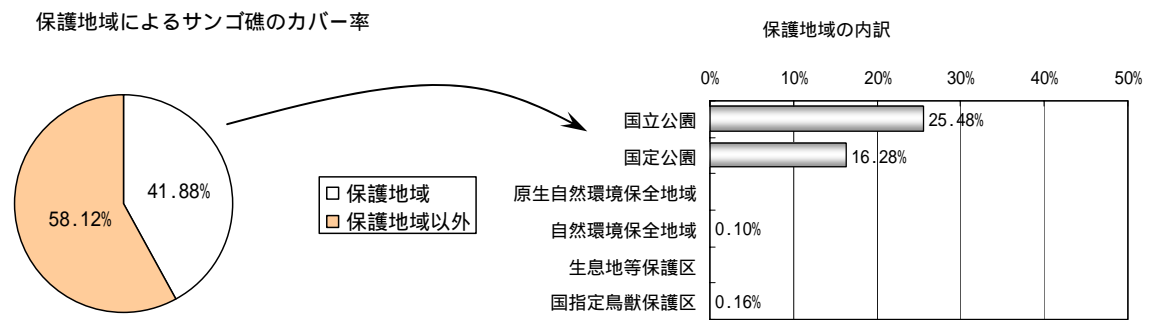 保護地域によるサンゴ礁のカバー率
41.88%
58.12%
保護地域
保護地域以外
保護地域の内訳
0% 10% 20% 30% 40% 50%
国立公園 25.48%
国定公園 16.28%
原生自然環境保全地域
自然環境保全地域 0.10%
生息地等保護区
国指定鳥獣保護区 0.16%